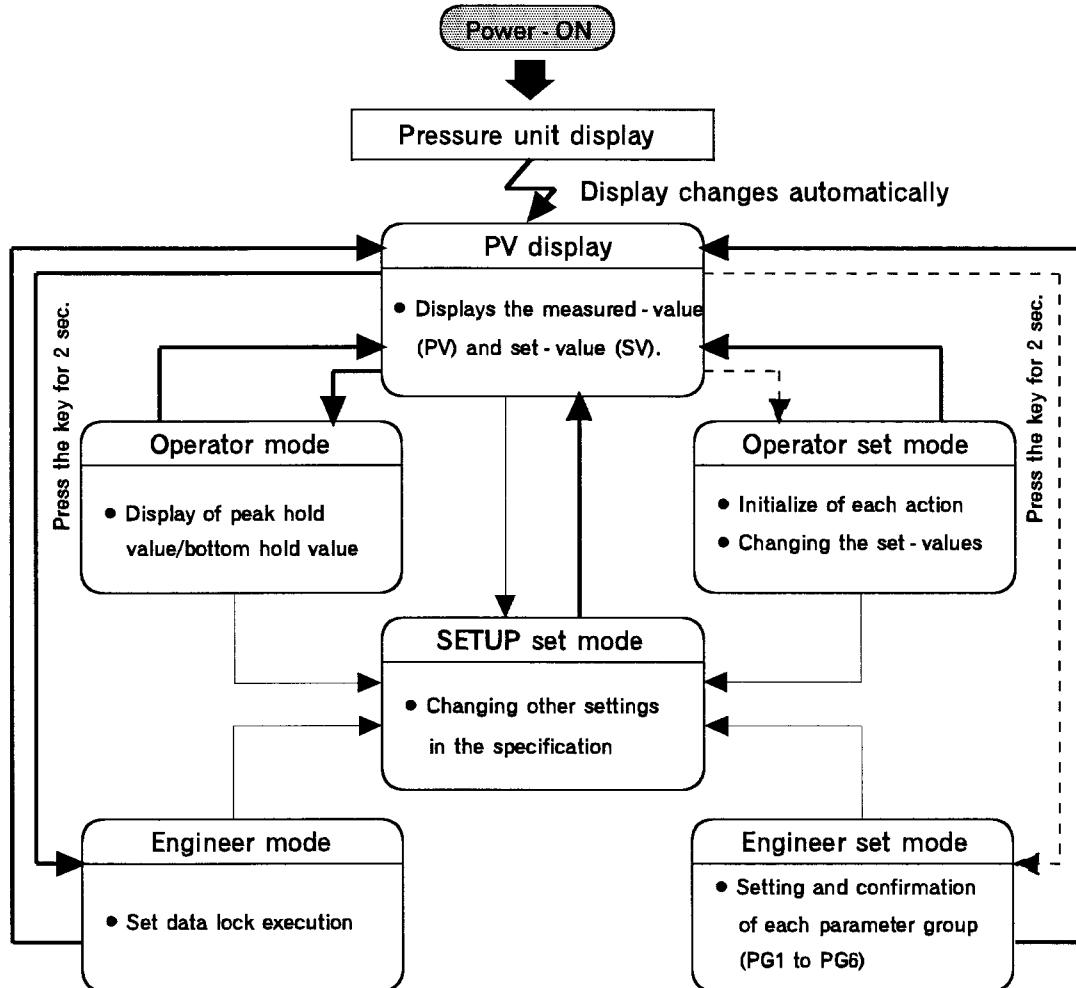 Power - ON
Pressure unit display
Display changes automatically
PV display
● Displays the measured - value
(PV) and set - value (SV).
Press the key for 2 sec.
Press the key for 2 sec.
Operator mode
● Display of peak hold
value/bottom hold value
Operator set mode
● Initialize of each action
● Changing the set - values
SETUP set mode
● Changing other settings
in the specification
Engineer mode
● Set data lock execution
Engineer set mode
● Setting and confirmation
of each parameter group
(PG1 to PG6)